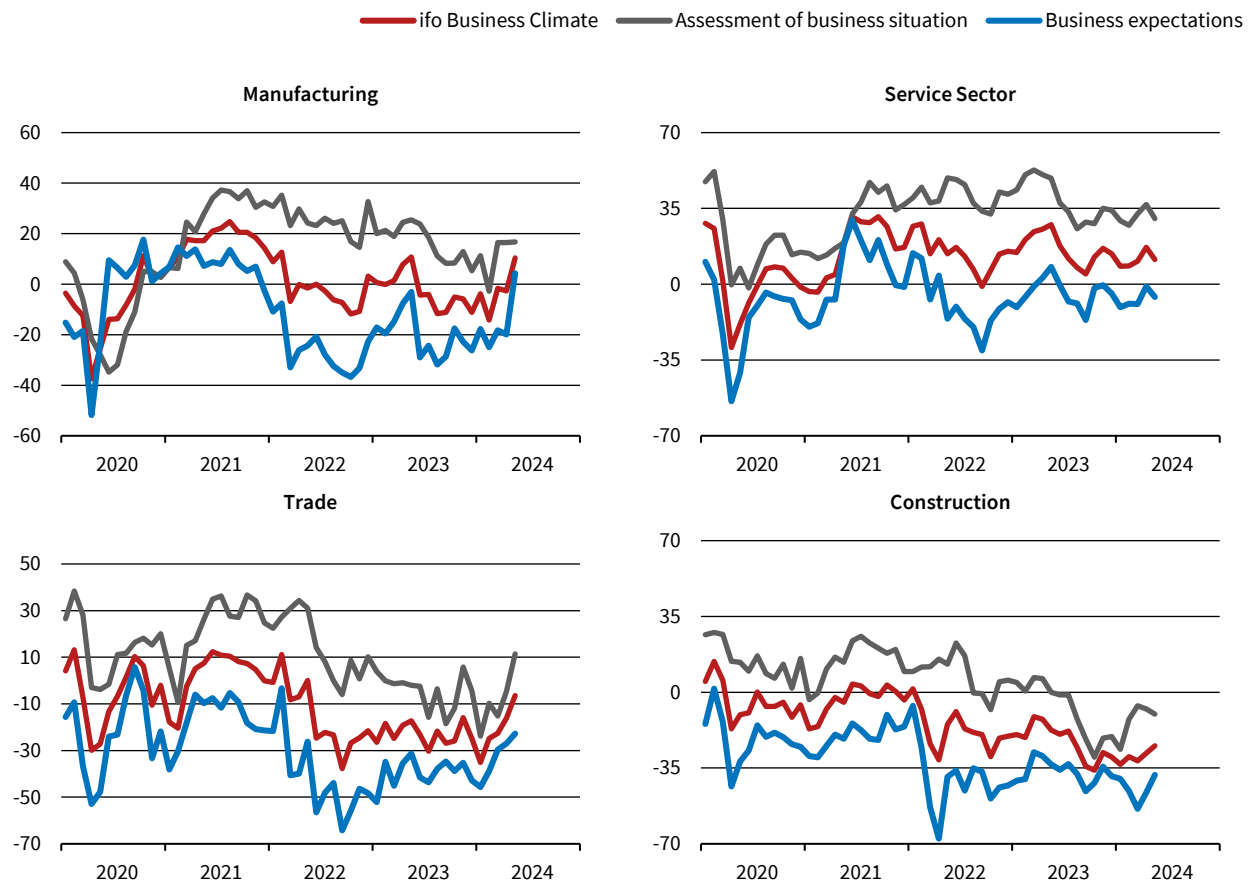 ifo Business Climate Assessment of business situation Business expectations
Manufacturing
60
40
20
0
-20
-40
-60
2020 2021 2022 2023 2024
Service Sector
70
35
0
-35
-70
2020 2021 2022 2023 2024
Trade
50
30
10
-10
-30
-50
-70
2020 2021 2022 2023 2024
Construction
70
35
0
-35
-70
2020 2021 2022 2023 2024